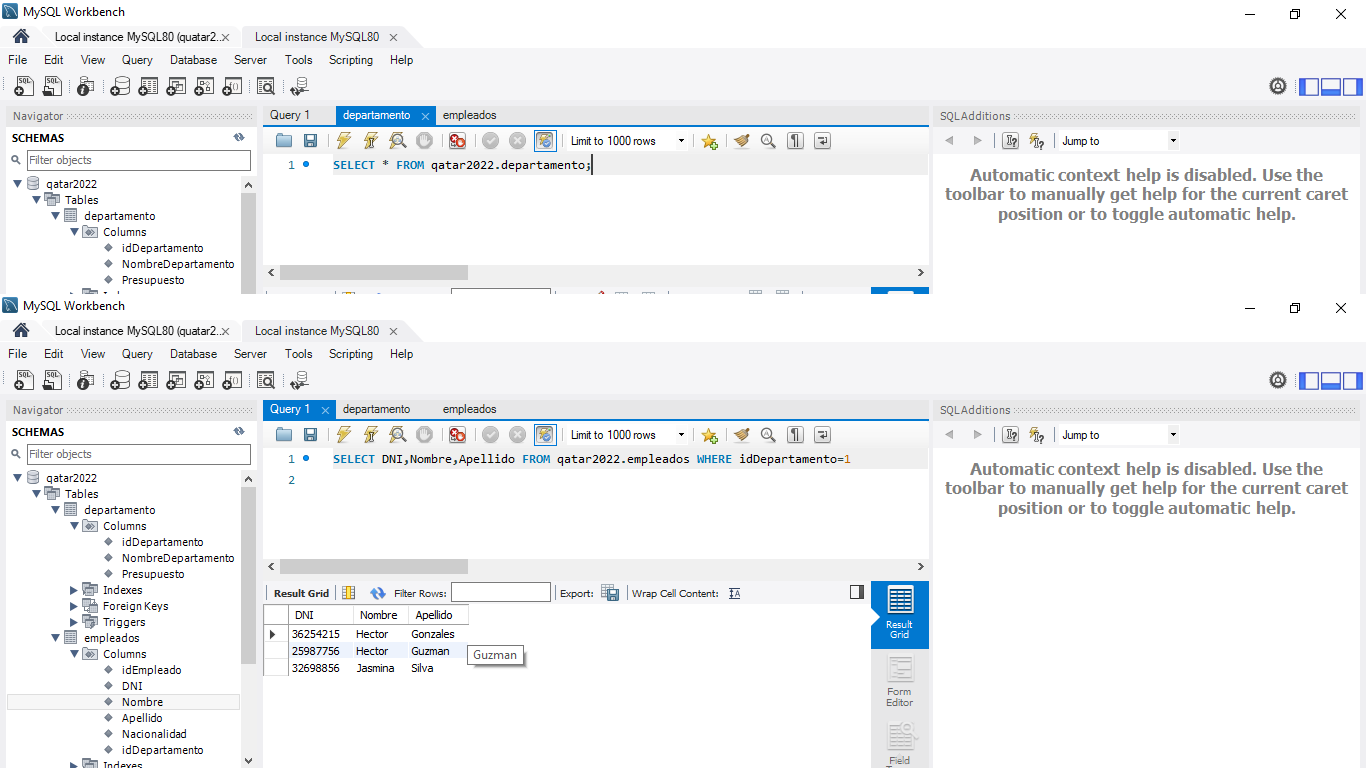 MySQL Workbench
Local instance MySQL80 (quatar2... Local instance MySQL80
File Edit View Query Database Server Tools Scripting Help
Navigator Query 1 departamento empleados SQLAdditions
SCHEMAS Limit to 1000 rows Jump to
Filter objects
1 SELECT * FROM qatar2022.departamento;
qatar2022
Tables
departamento
Columns
idDepartamento
NombreDepartamento
Presupuesto
Automatic context help is disabled. Use the
toolbar to manually get help for the current caret
position or to toggle automatic help.
MySQL Workbench
Local instance MySQL80 (quatar2... Local instance MySQL80
File Edit View Query Database Server Tools Scripting Help
Navigator Query 1 departamento empleados SQLAdditions
SCHEMAS Limit to 1000 rows Jump to
Filter objects
1 SELECT DNI,Nombre,Apellido FROM qatar2022.empleados WHERE idDepartamento=1
2
qatar2022
Tables
departamento
Columns
idDepartamento
NombreDepartamento
Presupuesto
Indexes
Foreign Keys
Triggers
empleados
Columns
idEmpleado
DNI
Nombre
Apellido
Nacionalidad
idDepartamento
Indexes
Result Grid Filter Rows: Export: Wrap Cell Content:
DNI Nombre Apellido
36254215 Hector Gonzales
25987756 Hector Guzman
32698856 Jasmina Silva
Guzman
Automatic context help is disabled. Use the
toolbar to manually get help for the current caret
position or to toggle automatic help.
Result
Grid
Form
Editor
Field